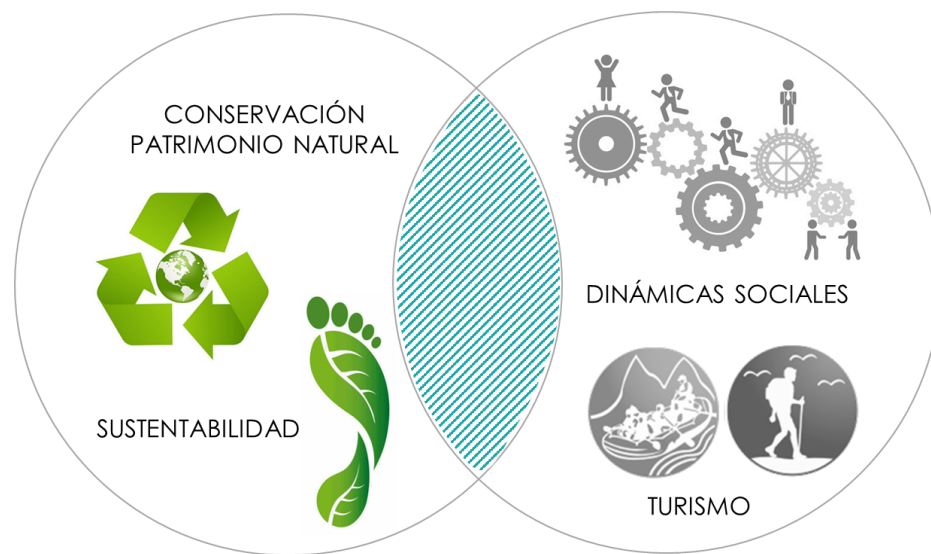 CONSERVACIÓN
PATRIMONIO NATURAL
SUSTENTABILIDAD
DINÁMICAS SOCIALES
TURISMO